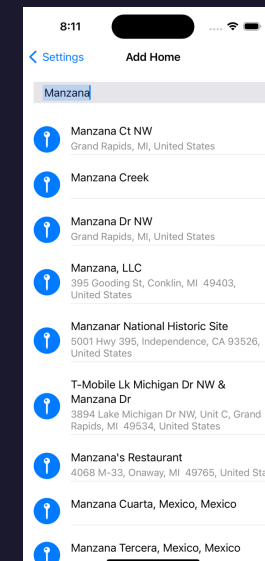 8:11
Settings
Add Home
Manzana
Manzana Ct NW
Grand Rapids, MI, United States
Manzana Creek
Manzana Dr NW
Grand Rapids, MI, United States
Manzana, LLC
395 Gooding St, Conklin, MI 49403,
United States
Manzanar National Historic Site
5001 Hwy 395, Independence, CA 93526,
United States
T-Mobile Lk Michigan Dr NW &
Manzana Dr
3894 Lake Michigan Dr NW, Unit C, Grand
Rapids, MI 49534, United States
Manzana's Restaurant
4068 M-33, Onaway, MI 49765, United Sta
Manzana Cuarta, Mexico, Mexico
Manzana Tercera, Mexico, Mexico